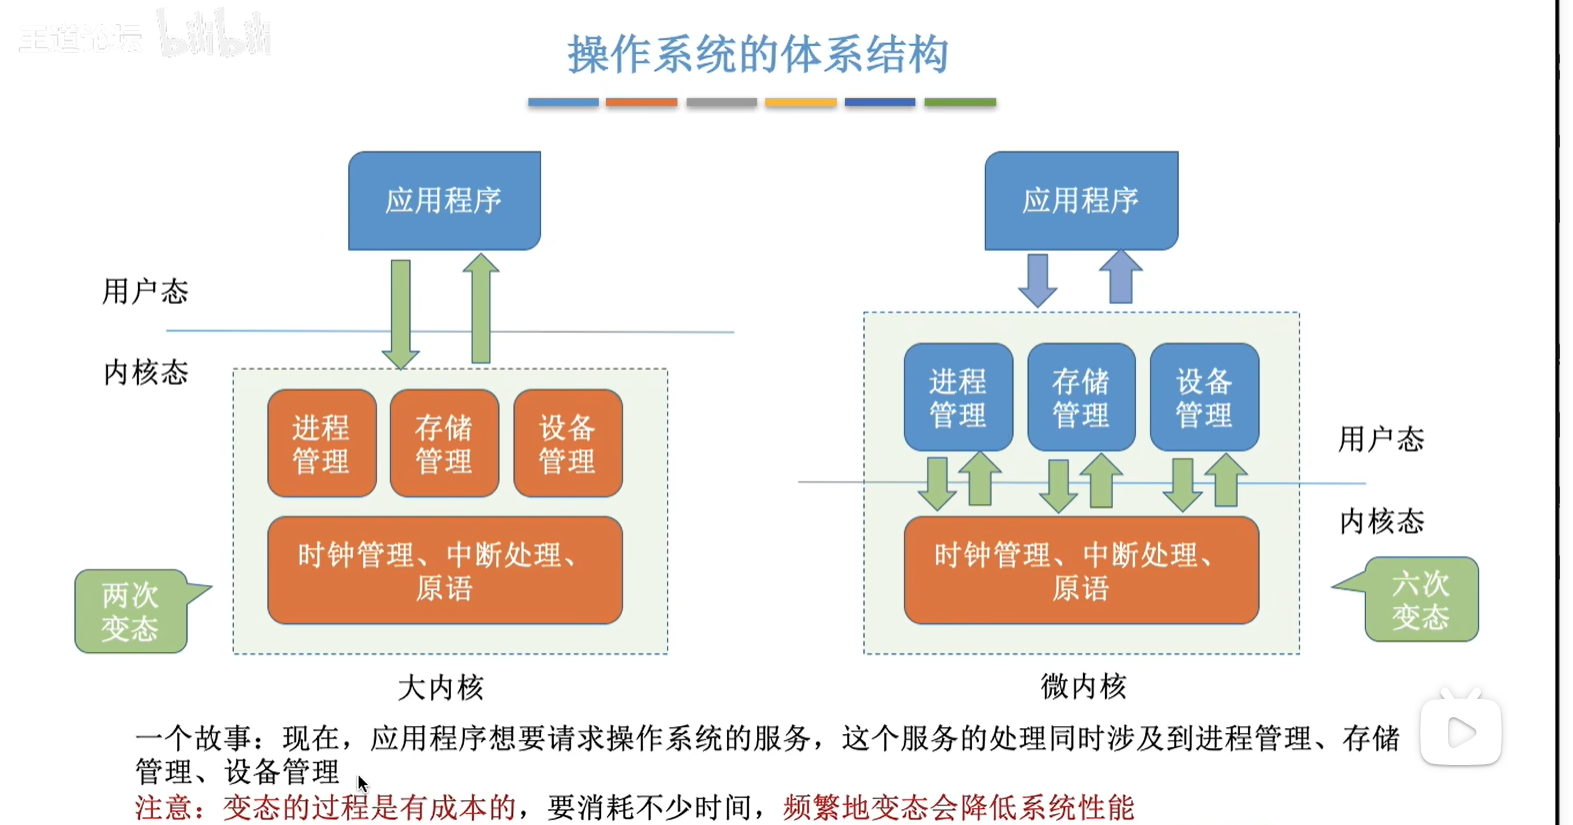 王道论坛 bilibili
操作系统的体系结构
应用程序
用户态
内核态
进程
管理
存储
管理
设备
管理
时钟管理、中断处理、
原语
两次
变态
大内核
应用程序
进程
管理
存储
管理
设备
管理
用户态
内核态
时钟管理、中断处理、
原语
六次
变态
微内核
一个故事：现在，应用程序想要请求操作系统的服务，这个服务的处理同时涉及到进程管理、存储
管理、设备管理
注意：变态的过程是有成本的，要消耗不少时间，频繁地变态会降低系统性能